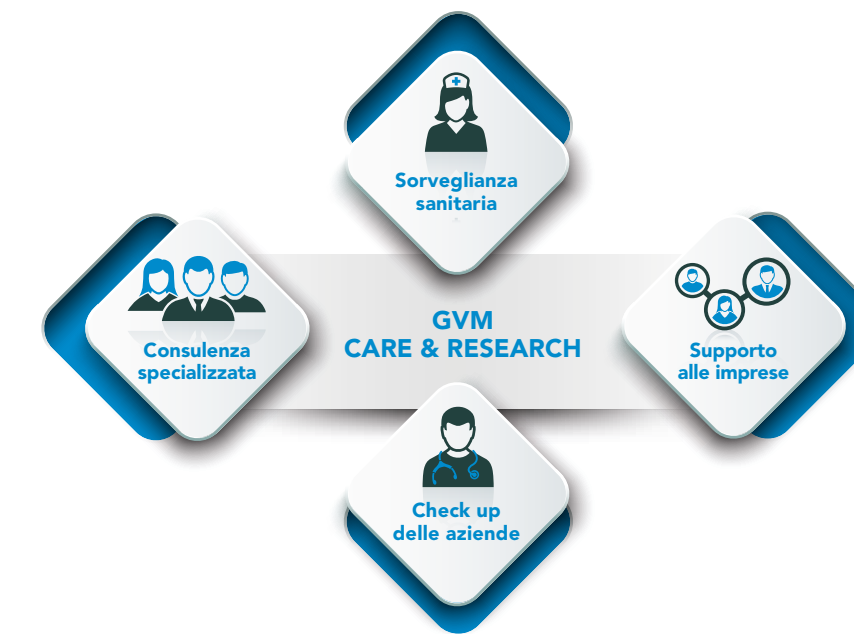 Sorveglianza
sanitaria
Consulenza
specializzata
GVM
CARE & RESEARCH
Supporto
alle imprese
Check up
delle aziende